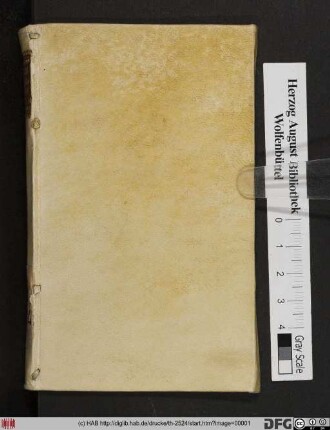 Herzog August Bibliothek
Wolfenbüttel
0
1
2
3
4
Gray Scale
(c) HAB http://diglib.hab.de/drucke/th-2524/start.htm?image=00001
DFG